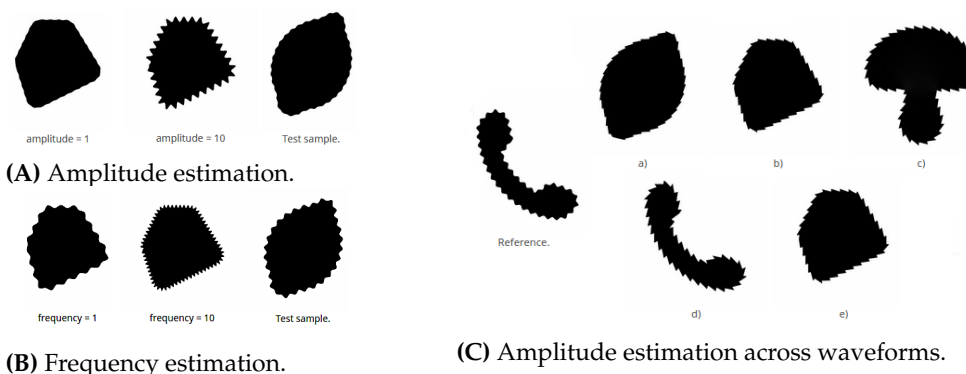 amplitude = 1
amplitude = 10
Test sample.
(A) Amplitude estimation.
frequency = 1
frequency = 10
Test sample.
(B) Frequency estimation.
Reference.
a)
b)
c)
d)
e)
(C) Amplitude estimation across waveforms.